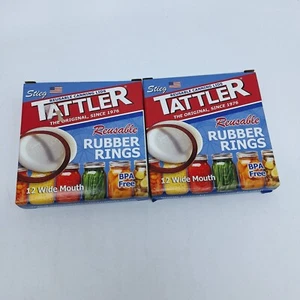 Stieg
REUSABLE CANNING LIDS
TATTLER
THE ORIGINAL, SINCE 1976
Reusable
RUBBER
RINGS
12 Wide Mouth
BPA
Free
Stieg
REUSABLE CANNING LIDS
TATTLER
THE ORIGINAL, SINCE 1976
Reusable
RUBBER
RINGS
12 Wide Mouth
BPA
Free